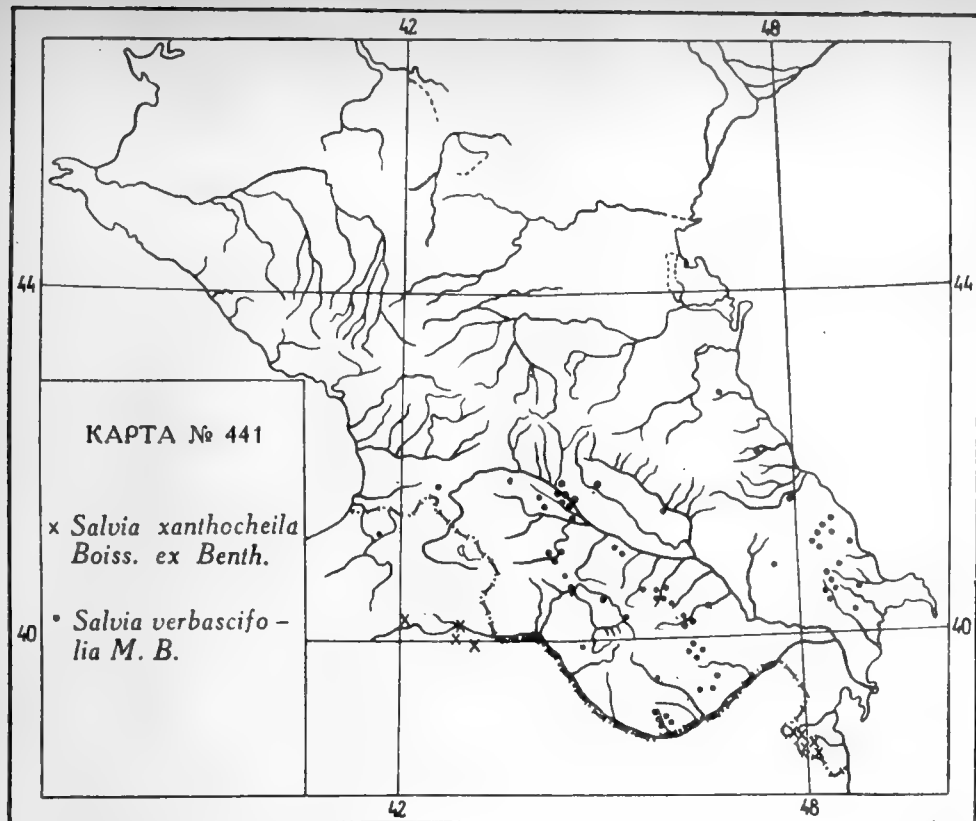 42 48
44 44
КАРТА № 441
× Salvia xanthocheila
Boiss. ex Benth.
• Salvia verbascifo-
lia M. B.
40 40
42 48